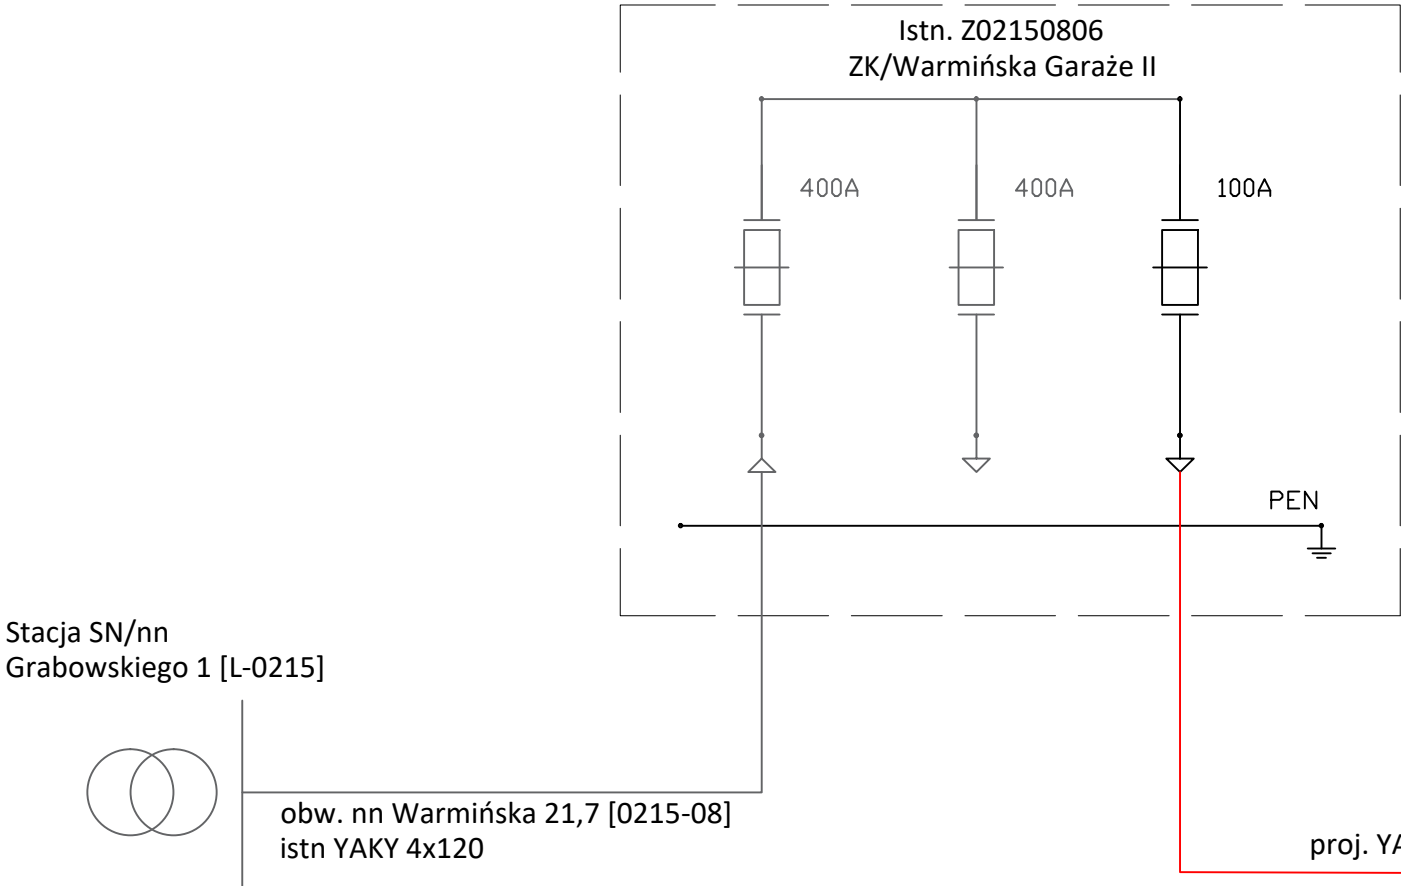 Istn. Z02150806
ZK/Warmińska Garaże II
400A
400A
100A
PEN
Stacja SN/nn
Grabowskiego 1 [L-0215]
obw. nn Warmińska 21,7 [0215-08]
istn YAKY 4x120
proj.